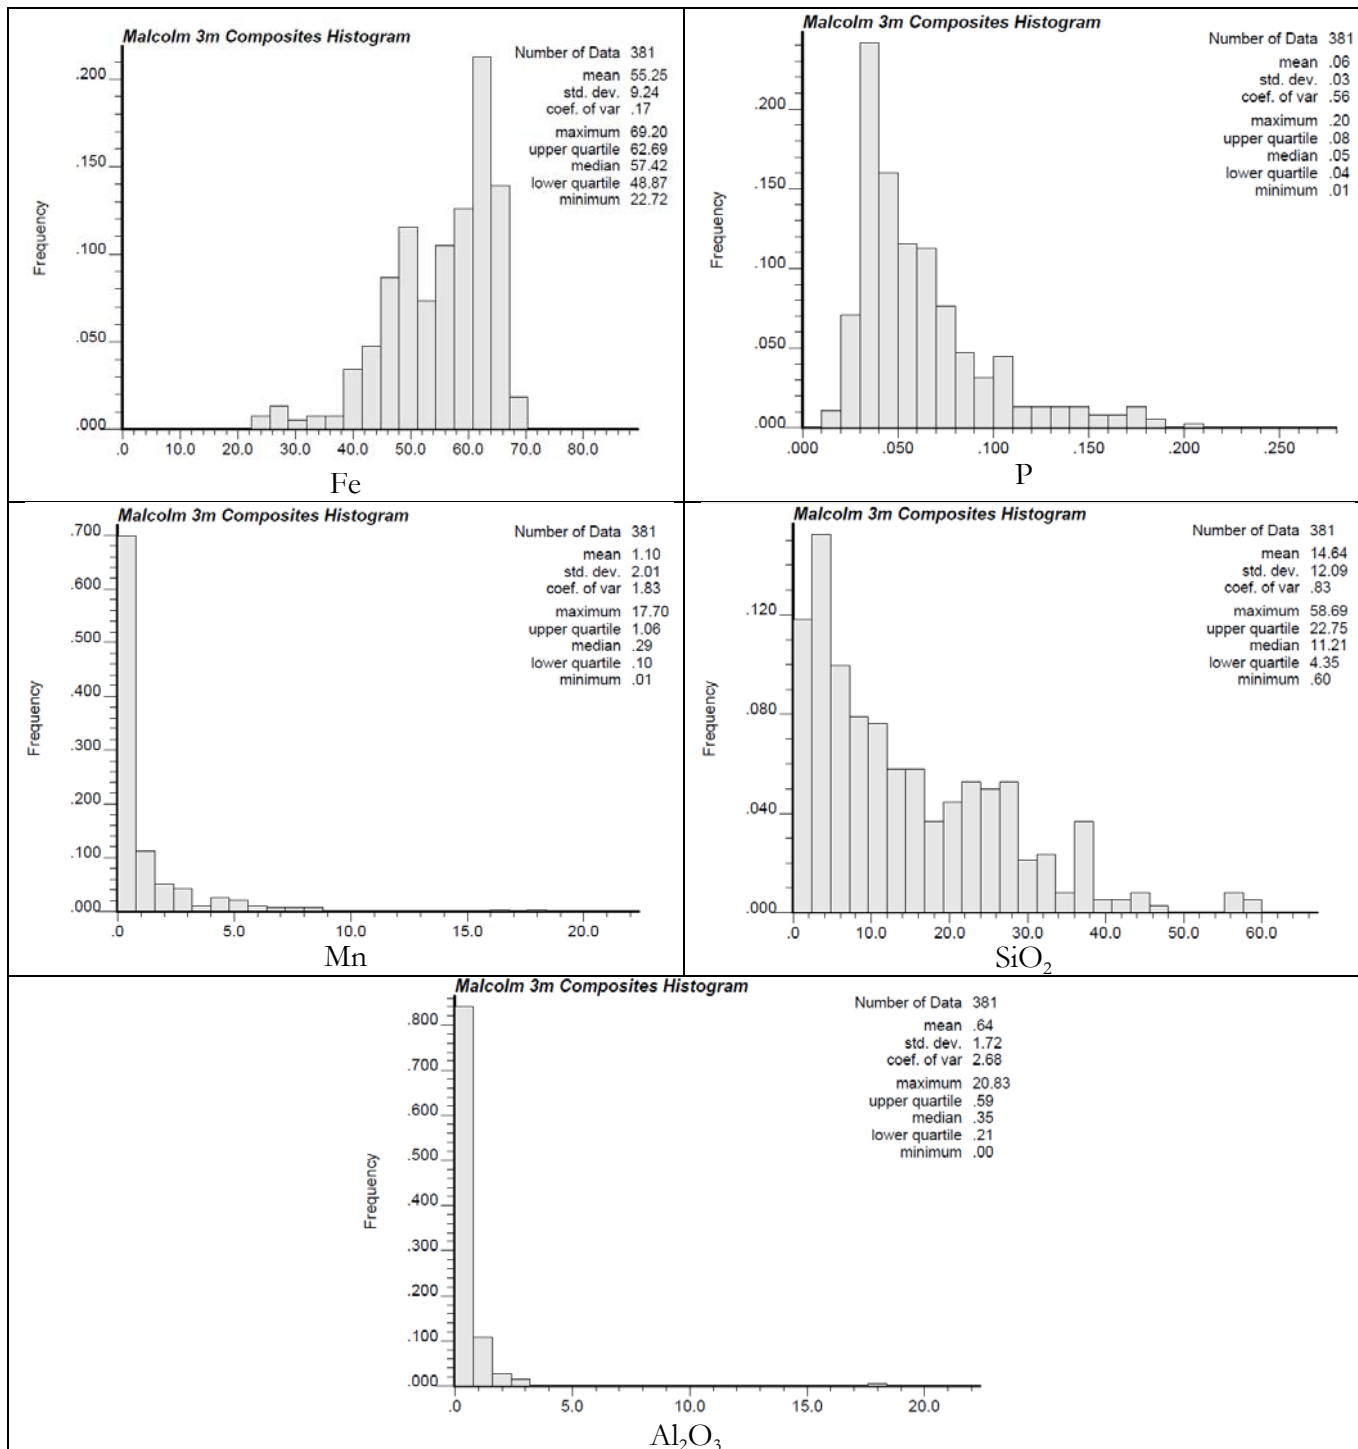 Malcolm 3m Composites Histogram
Number of Data 381
mean 55.25
std. dev. 9.24
coef. of var .17
maximum 69.20
upper quartile 62.69
median 57.42
lower quartile 48.87
minimum 22.72
Frequency
.200
.150
.100
.050
.000
.0 10.0 20.0 30.0 40.0 50.0 60.0 70.0 80.0
Fe
Malcolm 3m Composites Histogram
Number of Data 381
mean .06
std. dev. .03
coef. of var .56
maximum .20
upper quartile .08
median .05
lower quartile .04
minimum .01
Frequency
.200
.150
.100
.050
.000
.000 .050 .100 .150 .200 .250
P
Malcolm 3m Composites Histogram
Number of Data 381
mean 1.10
std. dev. 2.01
coef. of var 1.83
maximum 17.70
upper quartile 1.06
median .29
lower quartile .10
minimum .01
Frequency
.700
.600
.500
.400
.300
.200
.100
.000
.0 5.0 10.0 15.0 20.0
Mn
Malcolm 3m Composites Histogram
Number of Data 381
mean 14.64
std. dev. 12.09
coef. of var .83
maximum 58.69
upper quartile 22.75
median 11.21
lower quartile 4.35
minimum .60
Frequency
.120
.080
.040
.000
.0 10.0 20.0 30.0 40.0 50.0 60.0
SiO₂
Malcolm 3m Composites Histogram
Number of Data 381
mean .64
std. dev. 1.72
coef. of var 2.68
maximum 20.83
upper quartile .59
median .35
lower quartile .21
minimum .00
Frequency
.800
.700
.600
.500
.400
.300
.200
.100
.000
.0 5.0 10.0 15.0 20.0
Al₂O₃